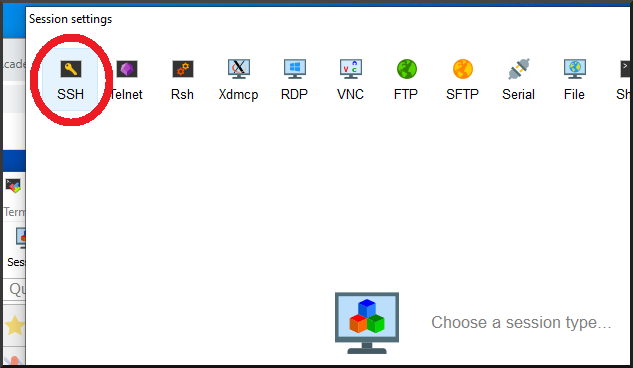 Session settings
SSH Telnet Rsh Xdmcp RDP VNC FTP SFTP Serial File Sh
cade
Term
Ses
Choose a session type...
Qu